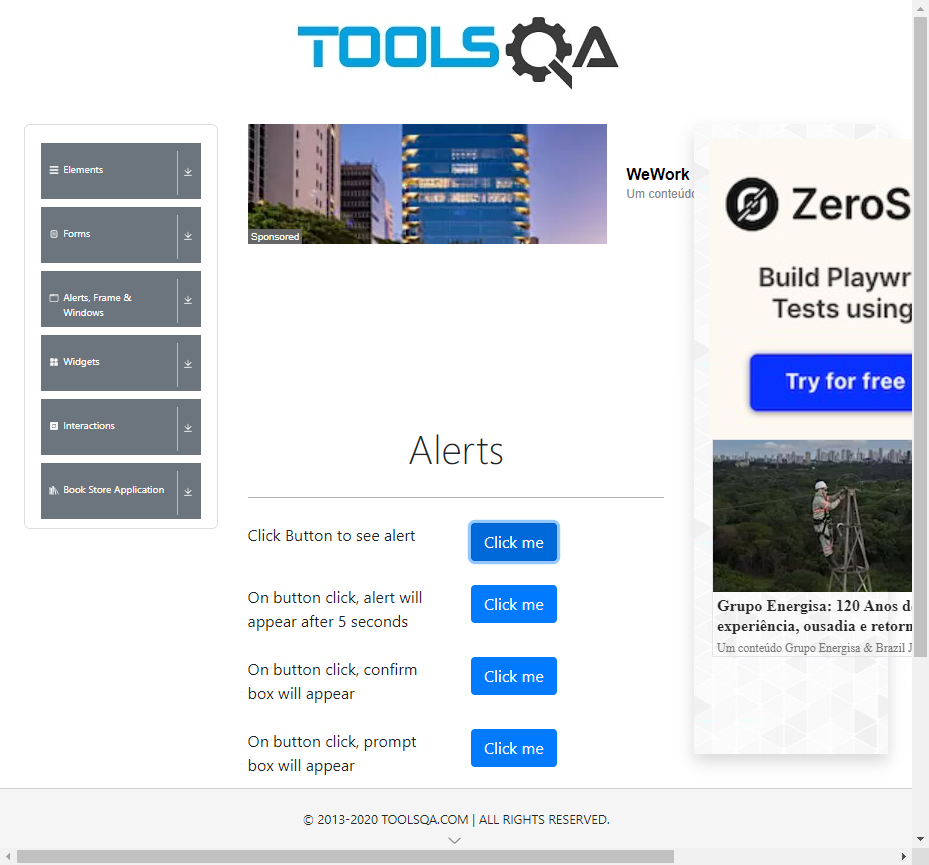 TOOLSQA
Elements
Forms
Alerts, Frame &
Windows
Widgets
Interactions
Book Store Application
Sponsored
WeWork
Um conteúdo
Alerts
Click Button to see alert
Click me
On button click, alert will
appear after 5 seconds
Click me
On button click, confirm
box will appear
Click me
On button click, prompt
box will appear
Click me
ZeroS
Build Playwr
Tests using
Try for free
Grupo Energisa: 120 Anos d
experiência, ousadia e retorn
Um conteúdo Grupo Energisa & Brazil J
© 2013-2020 TOOLSQA.COM | ALL RIGHTS RESERVED.